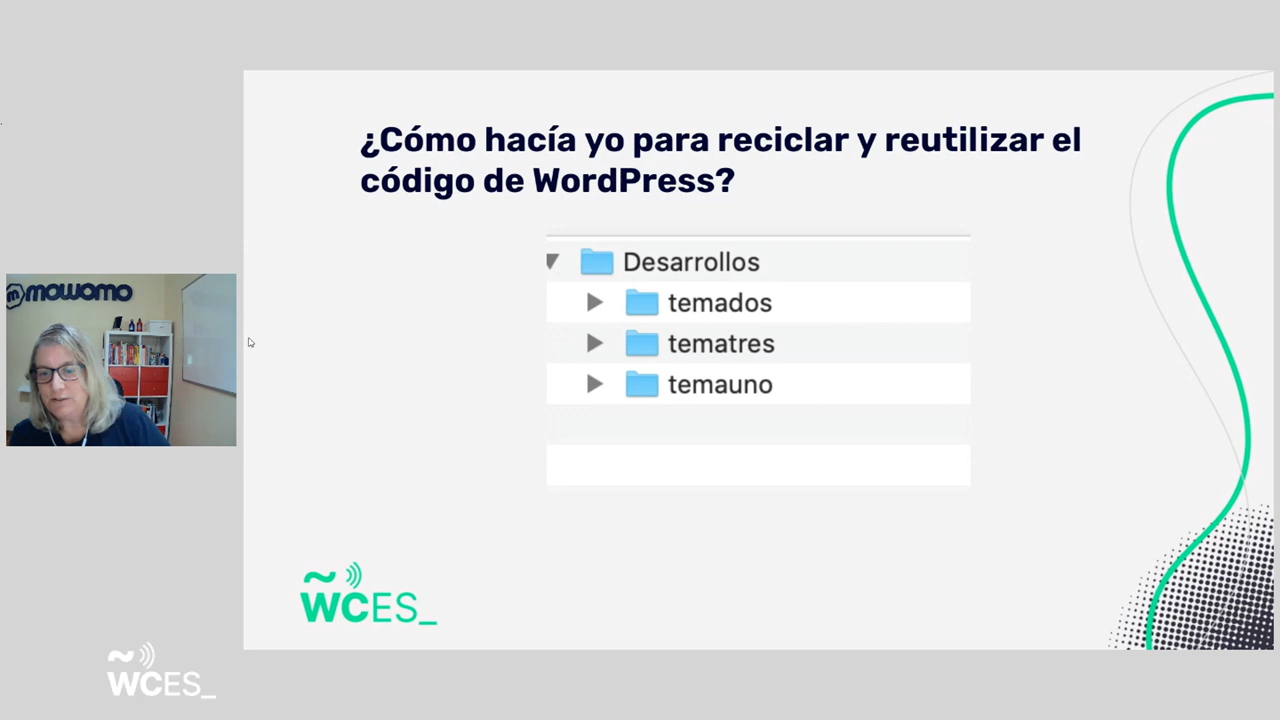 ¿Cómo hacía yo para reciclar y reutilizar el
código de WordPress?
Desarrollos
temados
tematres
temauno
mowomo
WCES_
WCES_